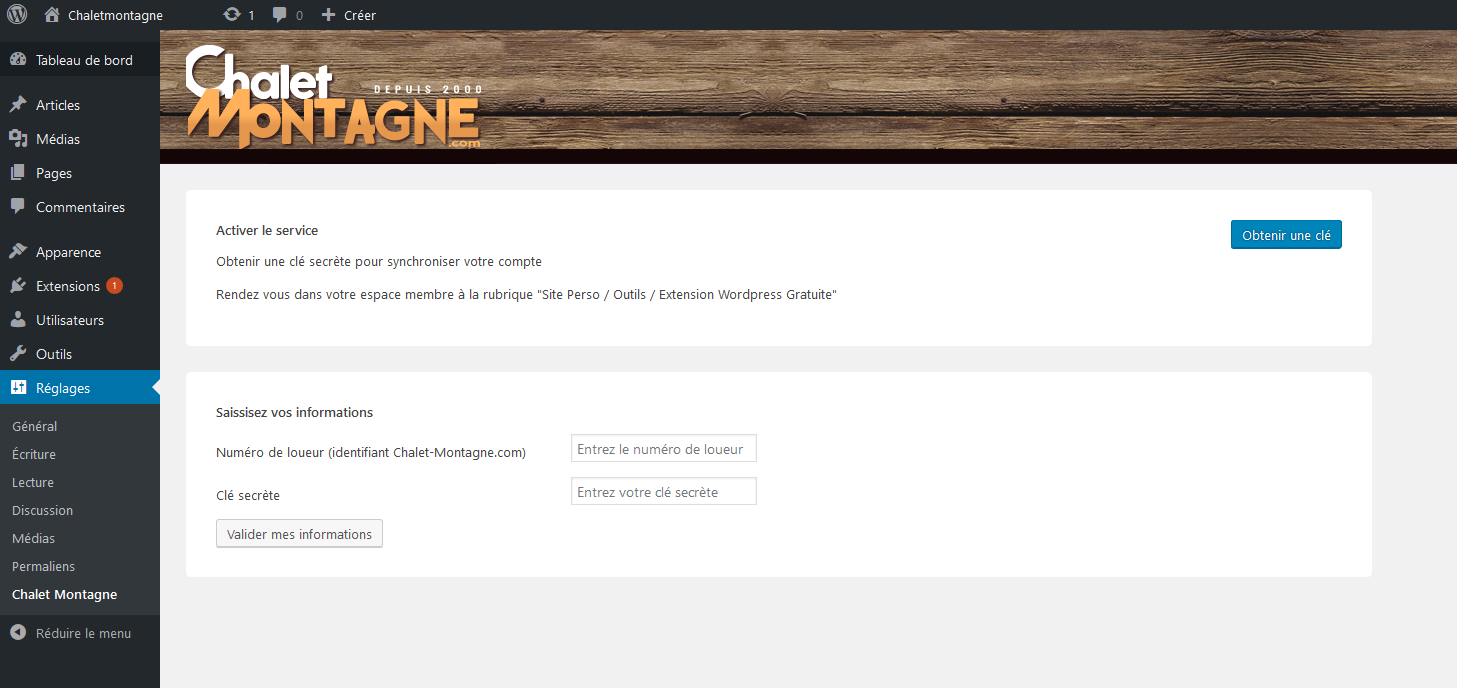 Chaletmontagne 1 0 Créer
Tableau de bord
Articles
Médias
Pages
Commentaires
Apparence
Extensions 1
Utilisateurs
Outils
Réglages
Général
Écriture
Lecture
Discussion
Médias
Permaliens
Chalet Montagne
Réduire le menu
Chalet
DEPUIS 2000
MONTAGNE
.com
Activer le service
Obtenir une clé
Obtenir une clé secrète pour synchroniser votre compte
Rendez vous dans votre espace membre à la rubrique "Site Perso / Outils / Extension Wordpress Gratuite"
Saissisez vos informations
Numéro de loueur (identifiant Chalet-Montagne.com) Entrez le numéro de loueur
Clé secrète Entrez votre clé secrète
Valider mes informations